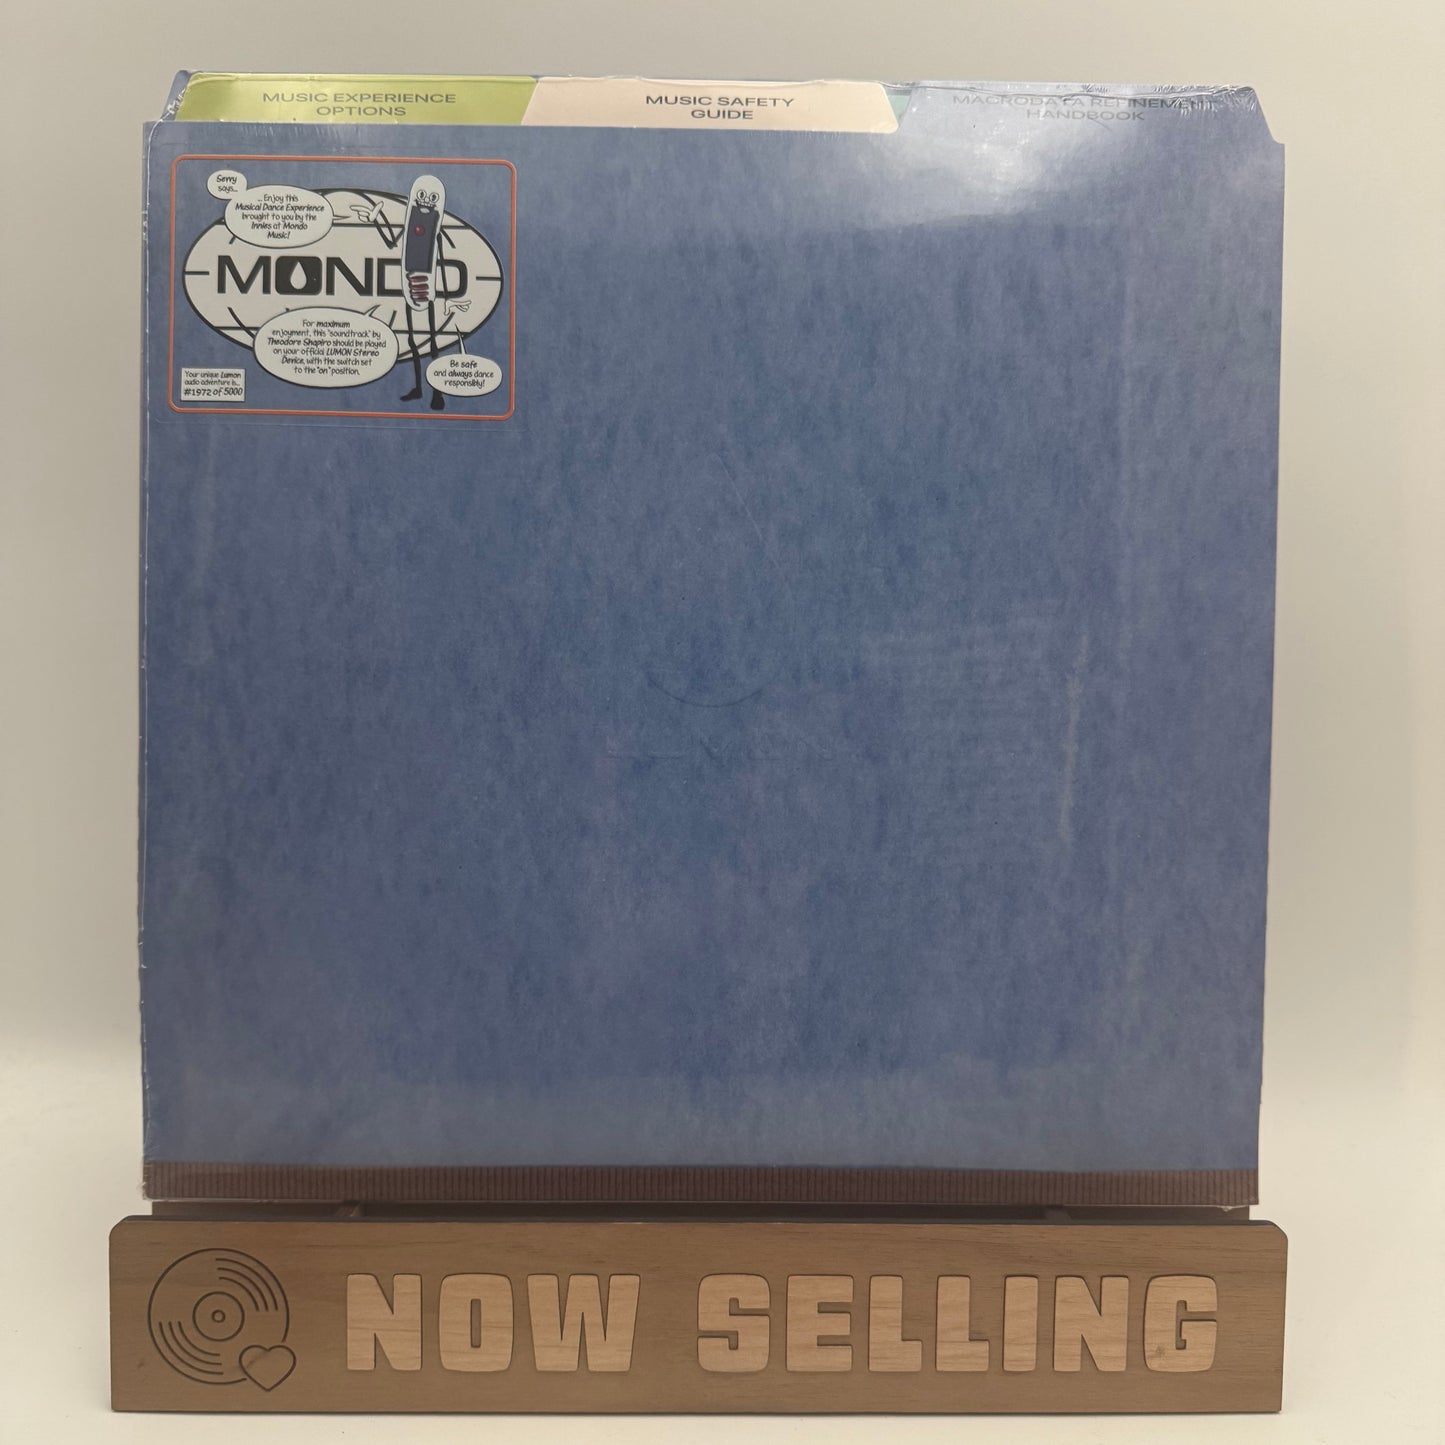 MUSIC EXPERIENCE
OPTIONS
MUSIC SAFETY
GUIDE
MACRODATA REFINEMENT
HANDBOOK
Serry
says...
... Enjoy this
Musical Dance Experience
brought to you by the
Innies at Mondo
Music!
MONDO
For maximum
enjoyment, this "soundtrack" by
Theodore Shapiro should be played
on your official LUMON Stereo
Device, with the switch set
to the "on" position.
Be safe
and always dance
responsibly!
Your unique Lumon
audio adventure is...
#1972 of 5000
NOW SELLING